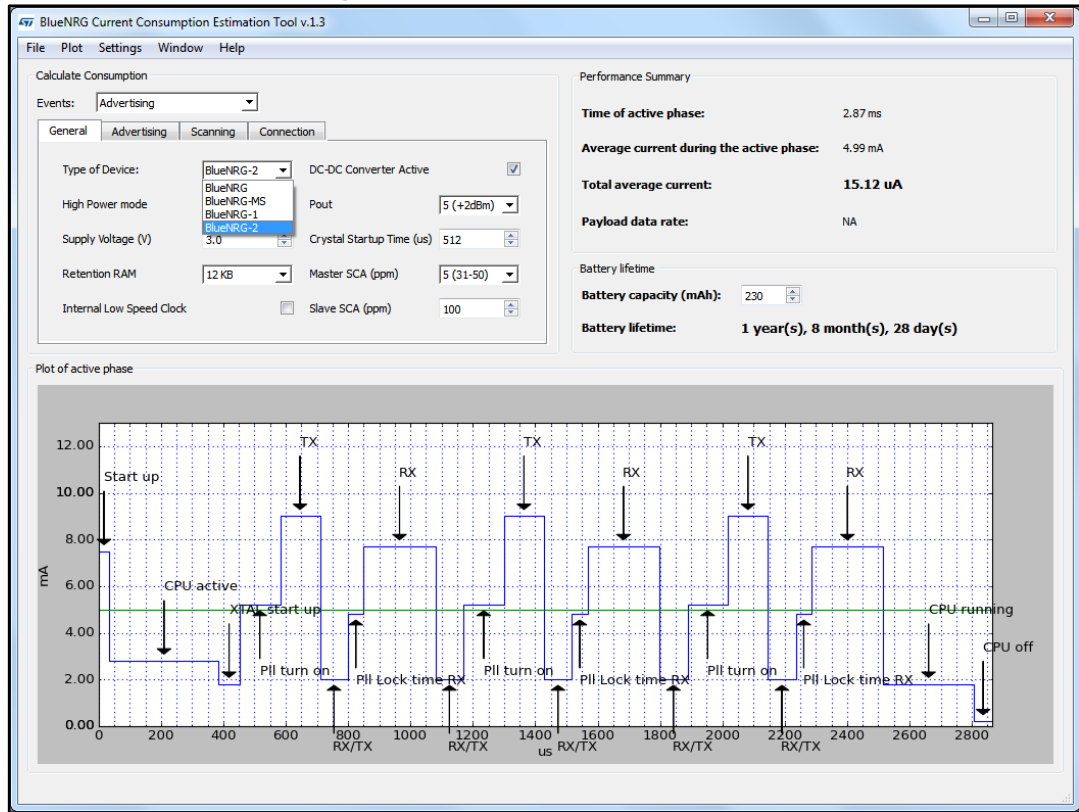 BlueNRG Current Consumption Estimation Tool v.1.3
File Plot Settings Window Help
Calculate Consumption
Events: Advertising
General Advertising Scanning Connection
Type of Device: BlueNRG-2 DC-DC Converter Active
BlueNRG
BlueNRG-MS
BlueNRG-1
BlueNRG-2
High Power mode Pout 5 (+2dBm)
Supply Voltage (V) 3.0 Crystal Startup Time (us) 512
Retention RAM 12 KB Master SCA (ppm) 5 (31-50)
Internal Low Speed Clock Slave SCA (ppm) 100
Performance Summary
Time of active phase: 2.87 ms
Average current during the active phase: 4.99 mA
Total average current: 15.12 uA
Payload data rate: NA
Battery lifetime
Battery capacity (mAh): 230
Battery lifetime: 1 year(s), 8 month(s), 28 day(s)
Plot of active phase
12.00
10.00
8.00
6.00
4.00
2.00
0.00
mA
TX TX TX
Start up RX RX RX
CPU active
XTAL start up CPU running
Pll turn on Pll turn on Pll turn on CPU off
Pll Lock time RX Pll Lock time RX Pll Lock time RX
0 200 400 600 800 1000 1200 1400 1600 1800 2000 2200 2400 2600 2800
RX/TX RX/TX RX/TX RX/TX RX/TX
us